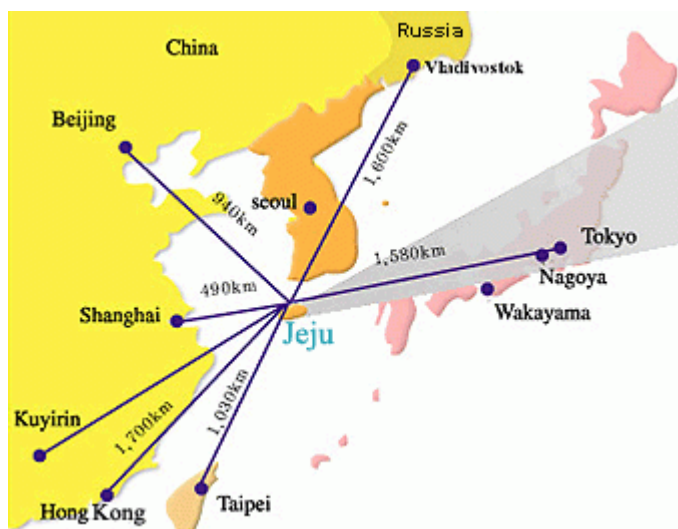 Russia
China
Vladivostok
Beijing
1,600km
940km
seoul
1,580km
Tokyo
490km
Nagoya
Shanghai
Wakayama
Jeju
Kuyirin
1,700km
1,030km
Hong Kong
Taipei